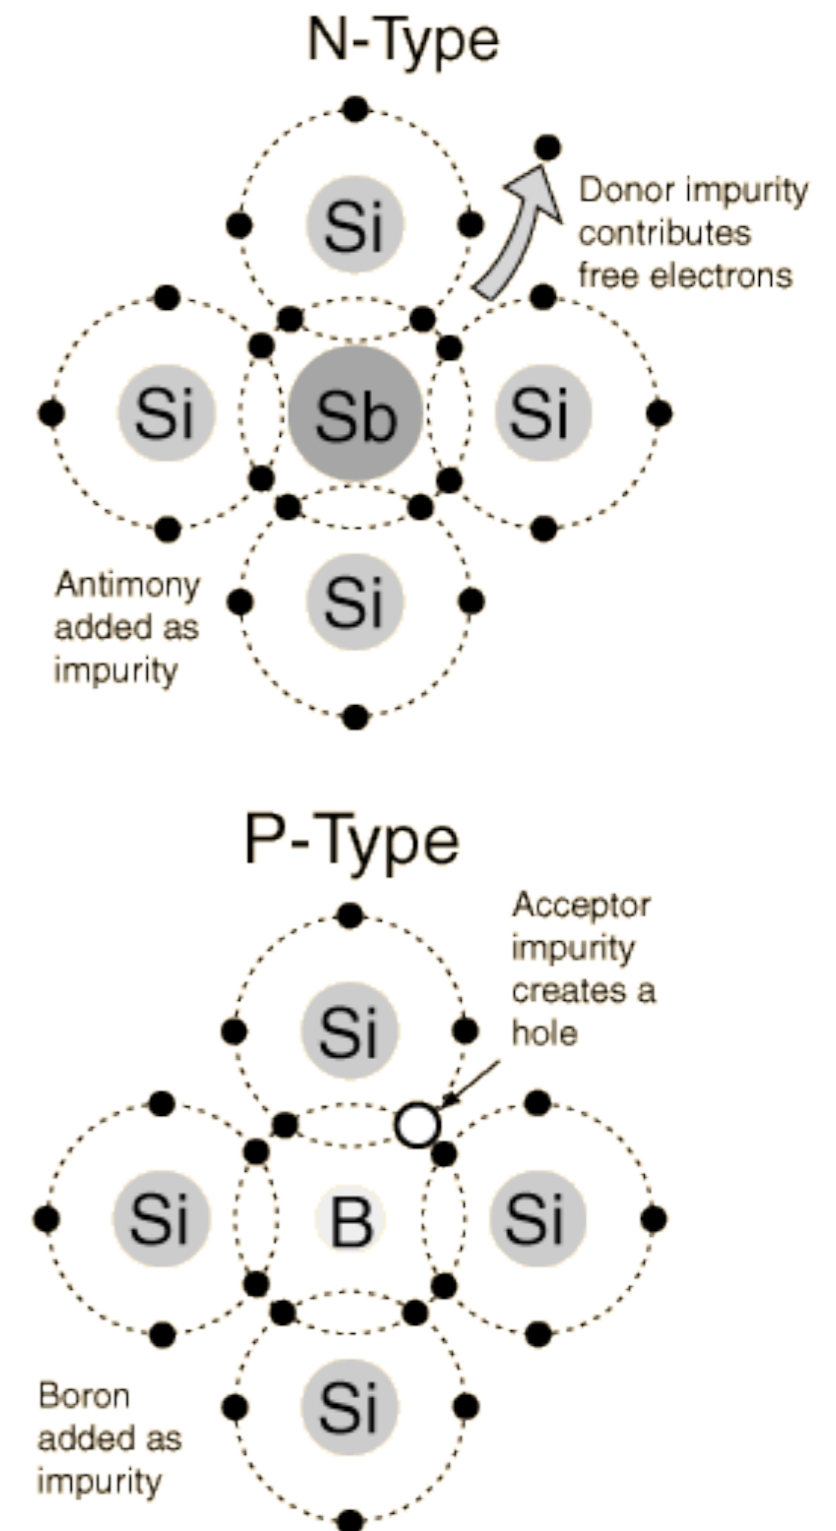 N-Type
Si
Donor impurity
contributes
free electrons
Si
Sb
Si
Antimony
added as
impurity
Si
P-Type
Acceptor
impurity
creates a
hole
Si
Si
B
Si
Boron
added as
impurity
Si